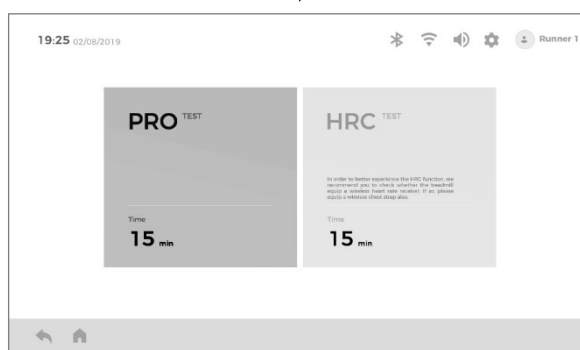 19:25 02/08/2019
Runner 1
PRO TEST
Time
15 min
HRC TEST
In order to better experience the HRC function, we
recommend you to check whether the treadmill
equip a wireless heart rate receiver. If so, please
equip a wireless chest strap also.
Time
15 min